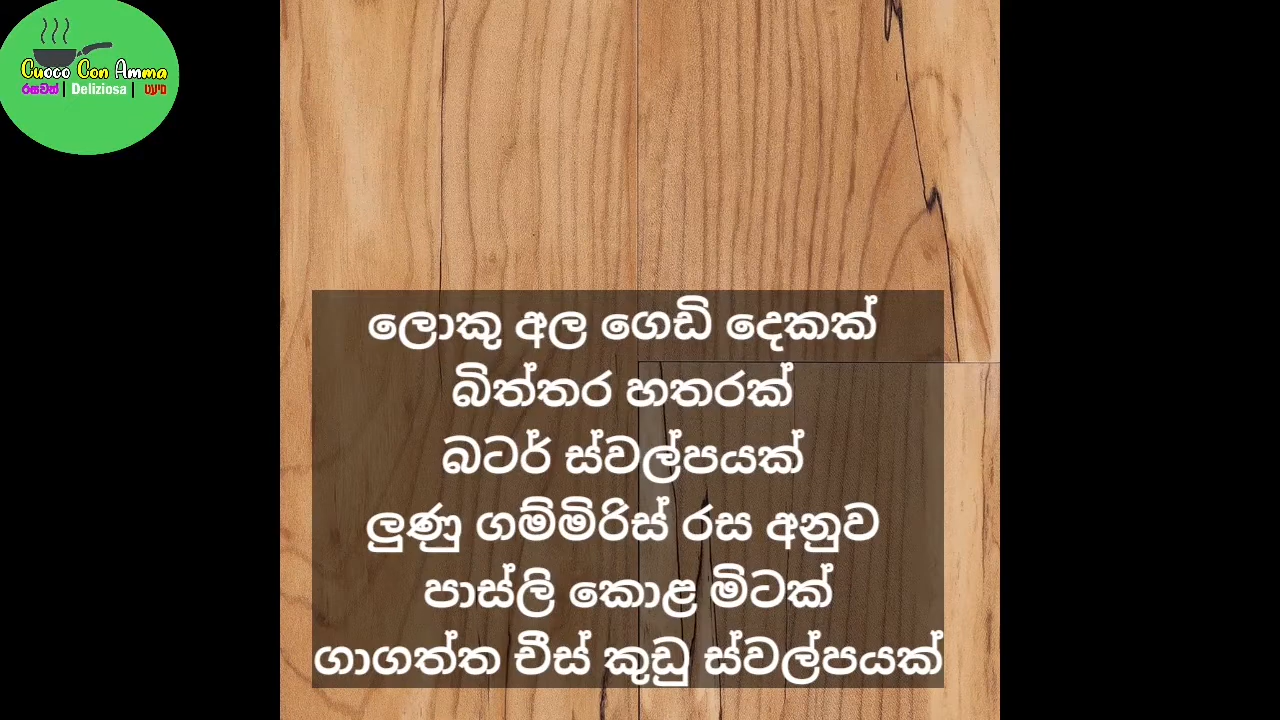 Cuoco Con Amma
රසවත් | Deliziosa |
ලොකු අල ගෙඩි දෙකක්
බිත්තර හතරක්
බටර් ස්වල්පයක්
ලුණු ගම්මිරිස් රස අනුව
පාස්ලි කොළ මිටක්
ගාගත්ත චීස් කුඩු ස්වල්පයක්